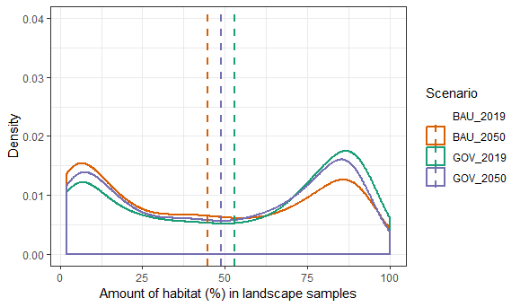 0.04
0.03
0.02
0.01
0.00
Density
0
25
50
75
100
Amount of habitat (%) in landscape samples
Scenario
BAU_2019
BAU_2050
GOV_2019
GOV_2050